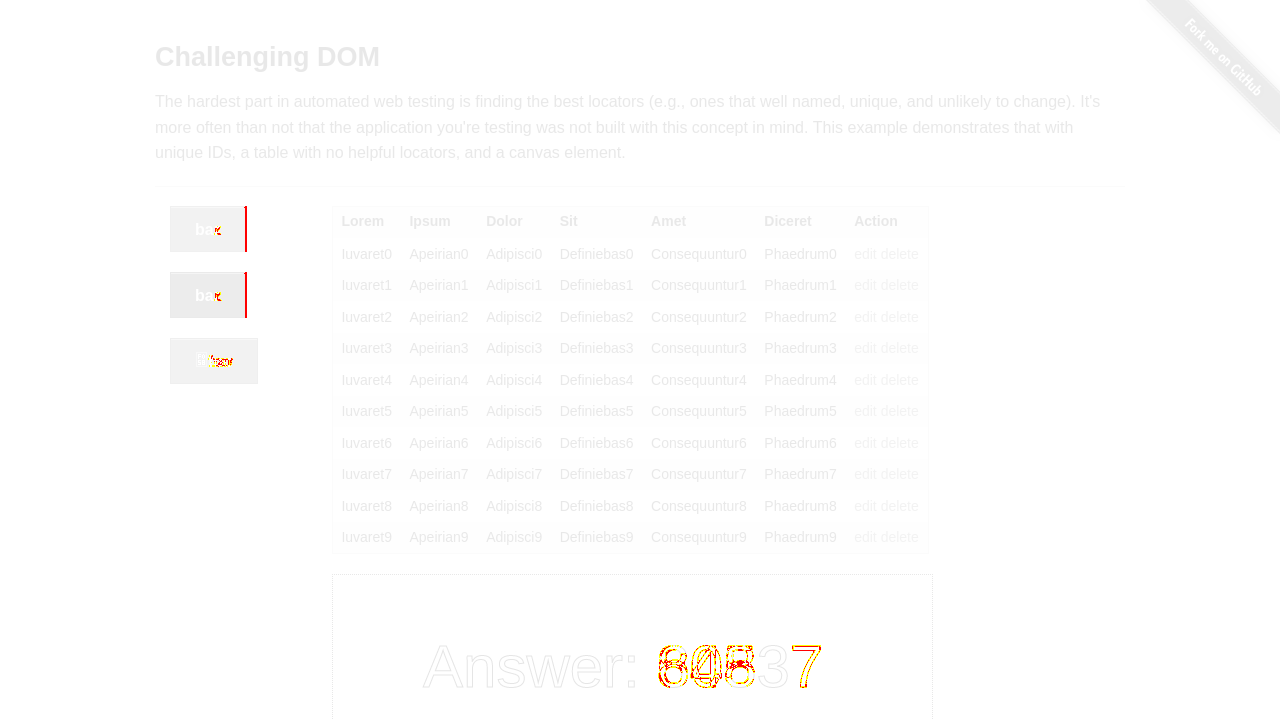 Fork me on GitHub
Challenging DOM
The hardest part in automated web testing is finding the best locators (e.g., ones that well named, unique, and unlikely to change). It's
more often than not that the application you're testing was not built with this concept in mind. This example demonstrates that with
unique IDs, a table with no helpful locators, and a canvas element.
Lorem Ipsum Dolor Sit Amet Diceret Action
Iuvaret0 Apeirian0 Adipisci0 Definiebas0 Consequuntur0 Phaedrum0 edit delete
Iuvaret1 Apeirian1 Adipisci1 Definiebas1 Consequuntur1 Phaedrum1 edit delete
Iuvaret2 Apeirian2 Adipisci2 Definiebas2 Consequuntur2 Phaedrum2 edit delete
Iuvaret3 Apeirian3 Adipisci3 Definiebas3 Consequuntur3 Phaedrum3 edit delete
Iuvaret4 Apeirian4 Adipisci4 Definiebas4 Consequuntur4 Phaedrum4 edit delete
Iuvaret5 Apeirian5 Adipisci5 Definiebas5 Consequuntur5 Phaedrum5 edit delete
Iuvaret6 Apeirian6 Adipisci6 Definiebas6 Consequuntur6 Phaedrum6 edit delete
Iuvaret7 Apeirian7 Adipisci7 Definiebas7 Consequuntur7 Phaedrum7 edit delete
Iuvaret8 Apeirian8 Adipisci8 Definiebas8 Consequuntur8 Phaedrum8 edit delete
Iuvaret9 Apeirian9 Adipisci9 Definiebas9 Consequuntur9 Phaedrum9 edit delete
Answer: